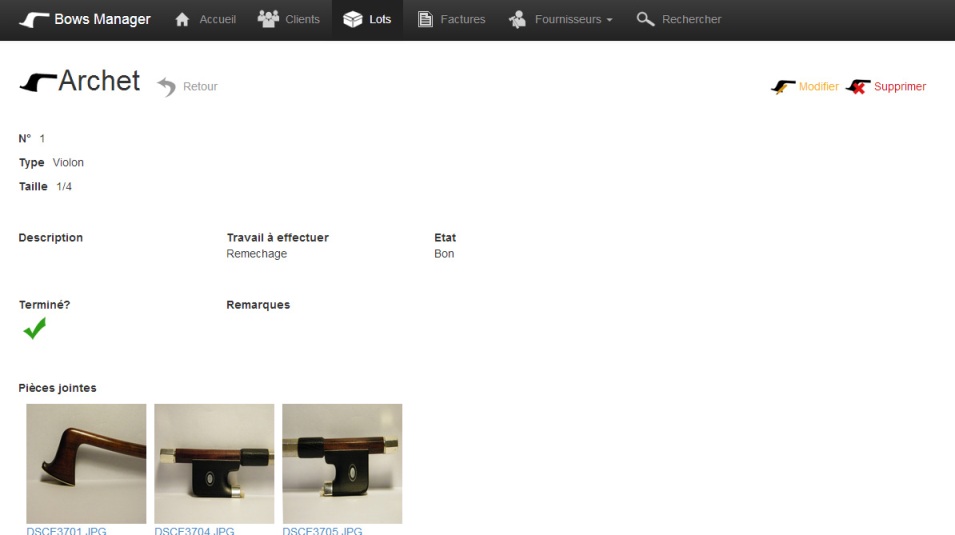 Bows Manager Accueil Clients Lots Factures Fournisseurs Rechercher
Archet Retour Modifier Supprimer
N° 1
Type Violon
Taille 1/4
Description Travail à effectuer Etat
Remechage Bon
Terminé? Remarques
Pièces jointes
DSCF3701.JPG DSCF3704.JPG DSCF3705.JPG